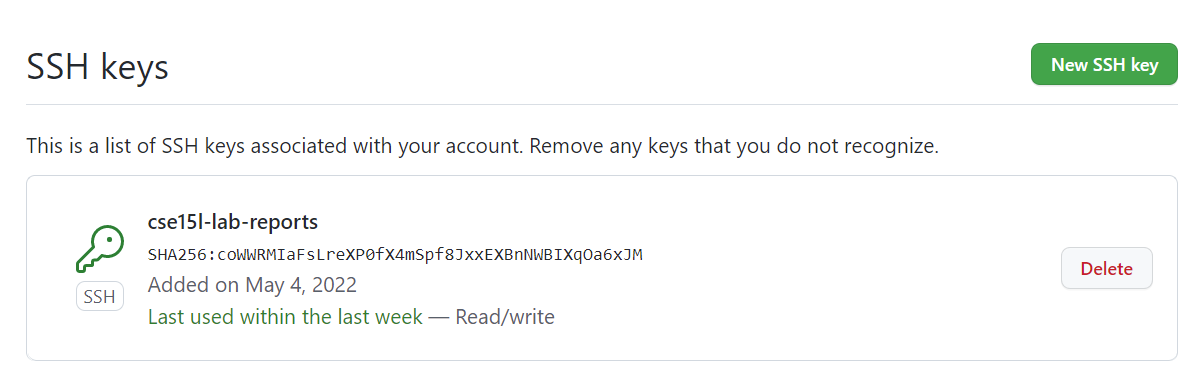 SSH keys
New SSH key
This is a list of SSH keys associated with your account. Remove any keys that you do not recognize.
cse15l-lab-reports
SHA256:coWWRMIaFsLreXP0fX4mSpf8JxxEXBnNWBIXqOa6xJM
Added on May 4, 2022
Last used within the last week — Read/write
SSH
Delete